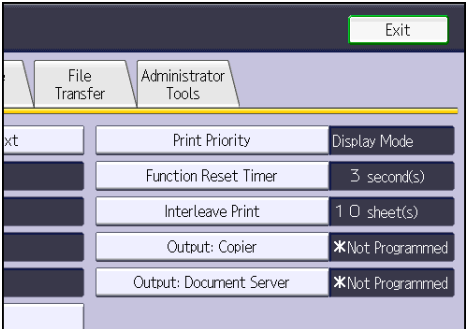 Exit
e
File
Transfer
Administrator
Tools
xt
Print Priority
Display Mode
Function Reset Timer
3 second(s)
Interleave Print
10 sheet(s)
Output: Copier
*Not Programmed
Output: Document Server
*Not Programmed